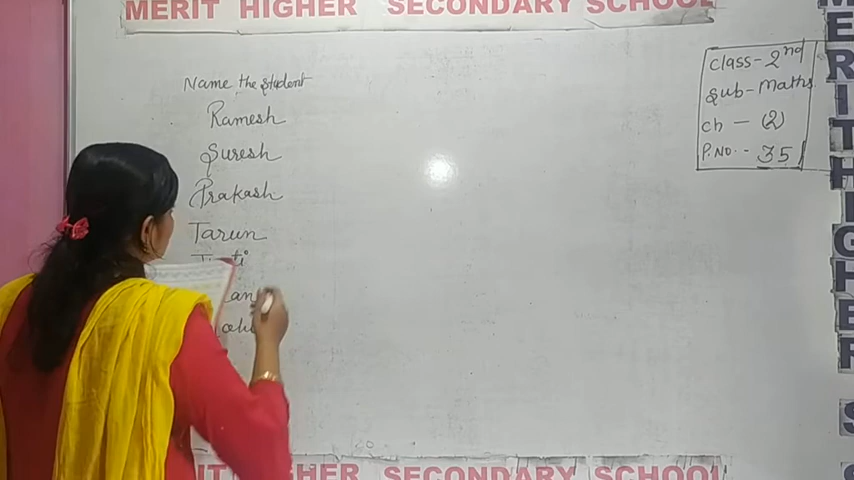 MERIT HIGHER SECONDARY SCHOOL
Name the Student
Ramesh
Suresh
Prakash
Tarun
class- 2nd
Sub- Maths
ch - (2)
P.NO.- 35
HIGHER SECONDARY SCHOOL
MERIT HIGHER